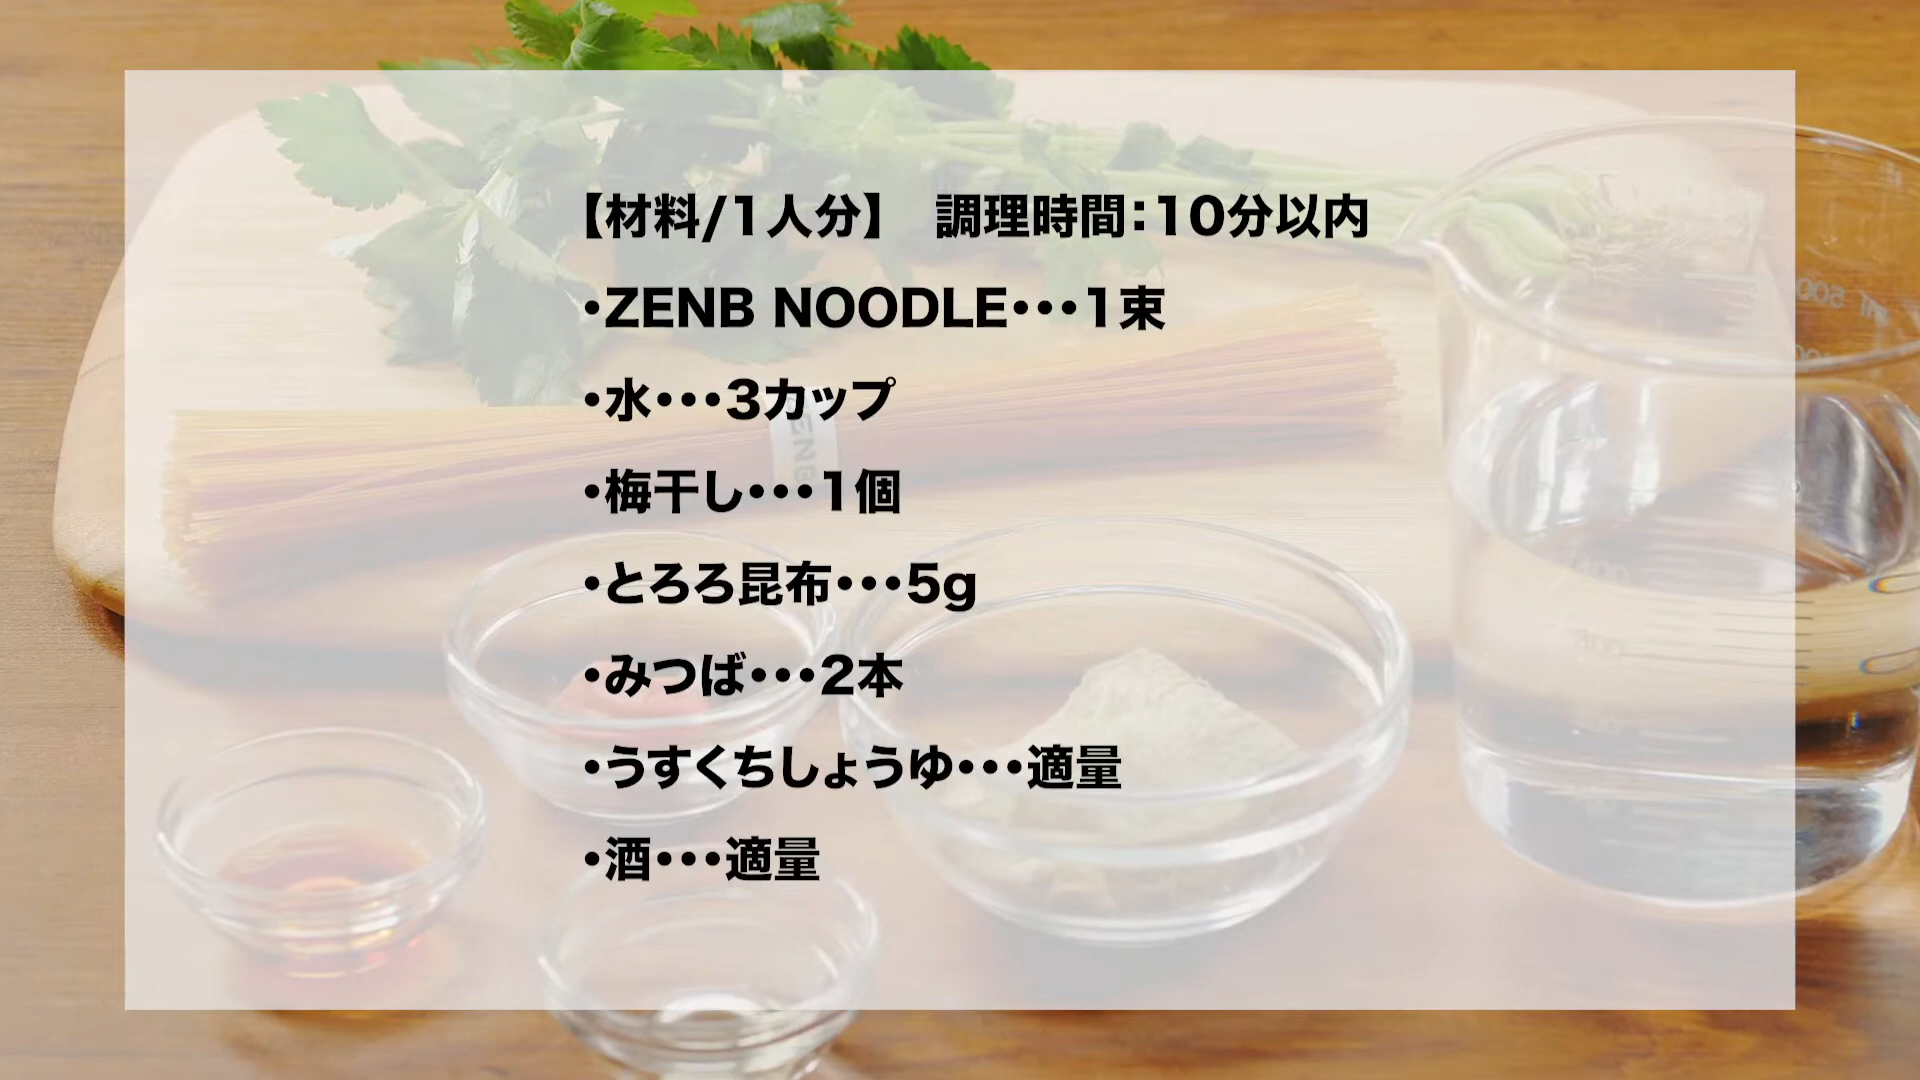 【材料/1人分】 調理時間:10分以内
・ZENB NOODLE・・・1束
・水・・・3カップ
・梅干し・・・1個
・とろろ昆布・・・5g
・みつば・・・2本
・うすくちしょうゆ・・・適量
・酒・・・適量